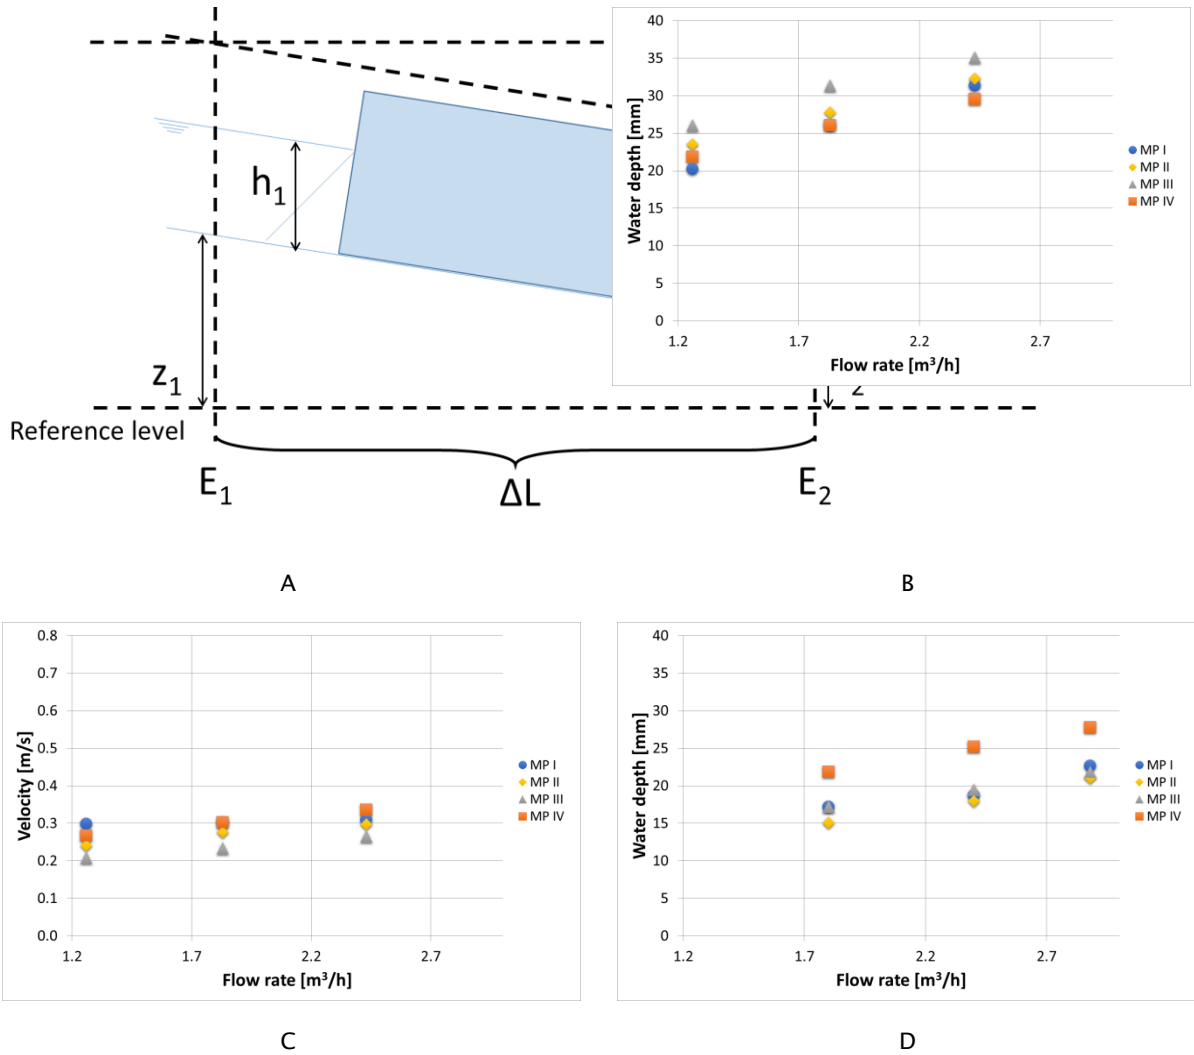 h1
z1
Reference level
E1
ΔL
E2
2
A
40
35
30
25
20
15
10
5
0
Water depth [mm]
1.2 1.7 2.2 2.7
Flow rate [m³/h]
MP I
MP II
MP III
MP IV
B
0.8
0.7
0.6
0.5
0.4
0.3
0.2
0.1
0.0
Velocity [m/s]
1.2 1.7 2.2 2.7
Flow rate [m³/h]
MP I
MP II
MP III
MP IV
C
40
35
30
25
20
15
10
5
0
Water depth [mm]
1.2 1.7 2.2 2.7
Flow rate [m³/h]
MP I
MP II
MP III
MP IV
D